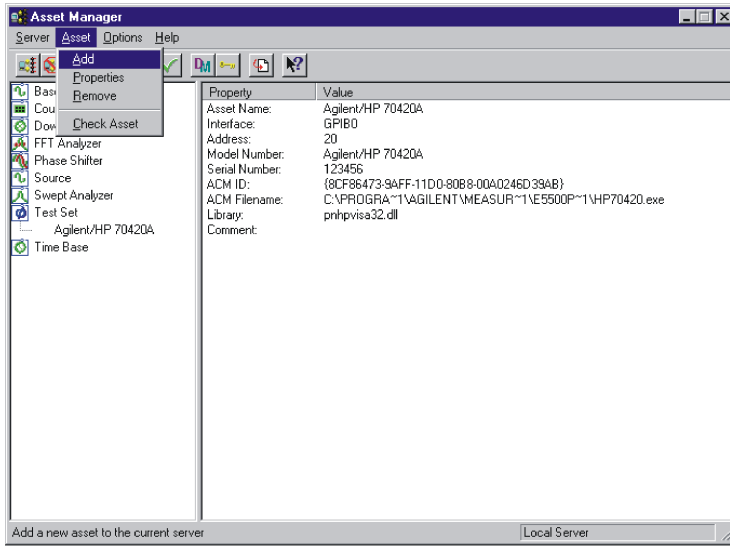 Asset Manager
Server Asset Options Help
Add
Properties
Remove
Check Asset
Bas
Cou
Dow
FFT Analyzer
Phase Shifter
Source
Swept Analyzer
Test Set
Agilent/HP 70420A
Time Base
Property Value
Asset Name: Agilent/HP 70420A
Interface: GPIB0
Address: 20
Model Number: Agilent/HP 70420A
Serial Number: 123456
ACM ID: {8CF86473-9AFF-11D0-80B8-00A0246D39AB}
ACM Filename: C:\PROGRA~1\AGILENT\MEASUR~1\E5500P~1\HP70420.exe
Library: pnhpvisa32.dll
Comment:
Add a new asset to the current server
Local Server